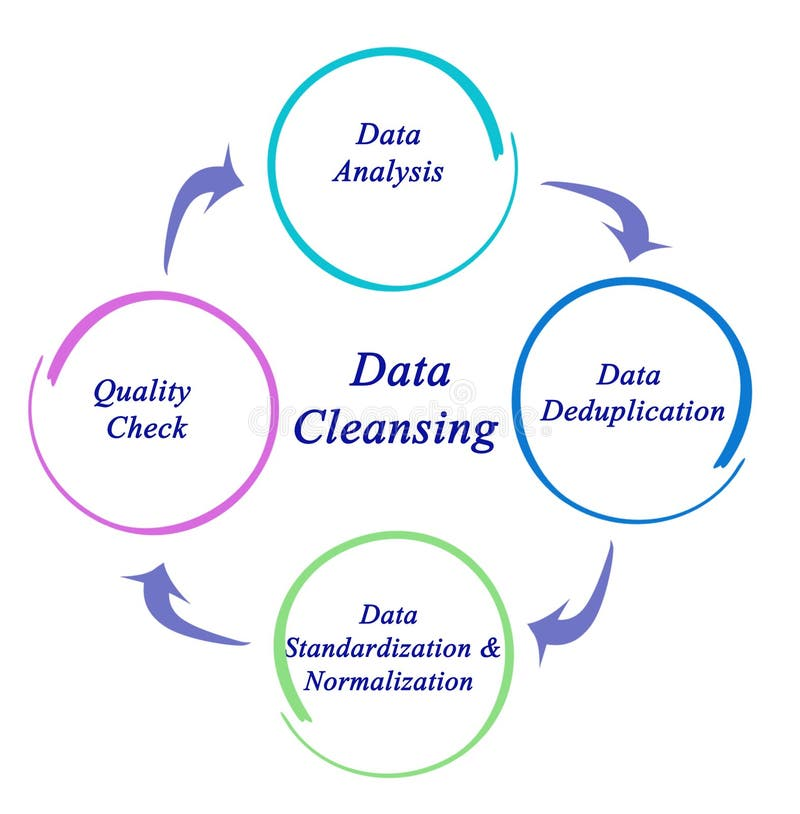 Data
Analysis
Data
Deduplication
Data
Standardization &
Normalization
Quality
Check
Data
Cleansing